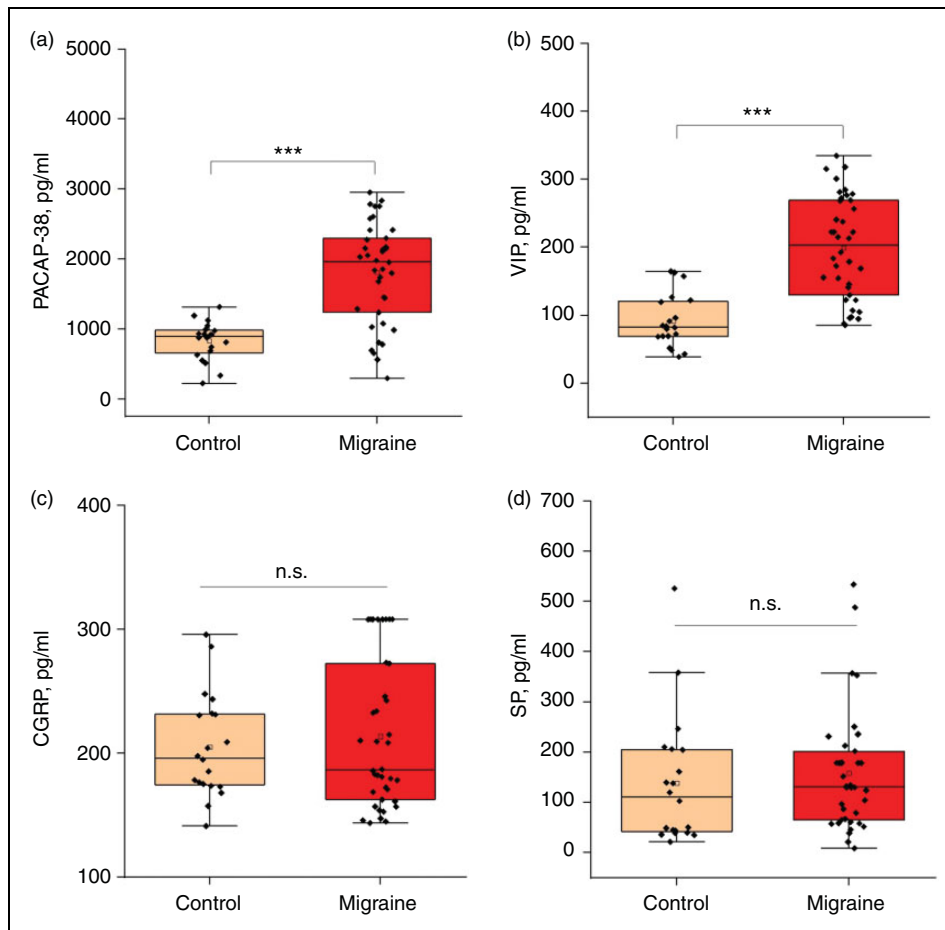 (a)
5000
4000
3000
2000
1000
0
PACAP-38, pg/ml
***
Control Migraine
(b)
500
400
300
200
100
0
VIP, pg/ml
***
Control Migraine
(c)
400
300
200
100
CGRP, pg/ml
n.s.
Control Migraine
(d)
700
600
500
400
300
200
100
0
SP, pg/ml
n.s.
Control Migraine